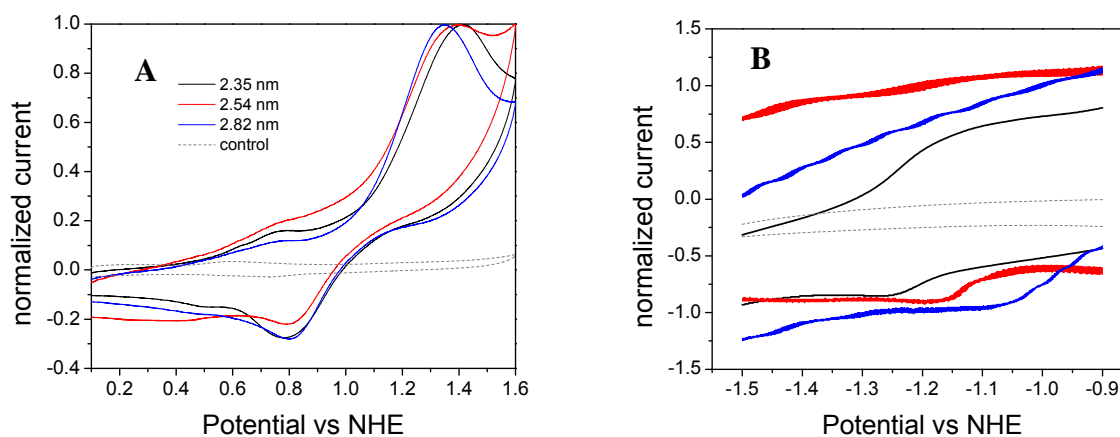 A
2.35 nm
2.54 nm
2.82 nm
control
1.0
0.8
0.6
0.4
0.2
0.0
-0.2
-0.4
0.2 0.4 0.6 0.8 1.0 1.2 1.4 1.6
normalized current
Potential vs NHE
B
1.5
1.0
0.5
0.0
-0.5
-1.0
-1.5
-1.5 -1.4 -1.3 -1.2 -1.1 -1.0 -0.9
normalized current
Potential vs NHE